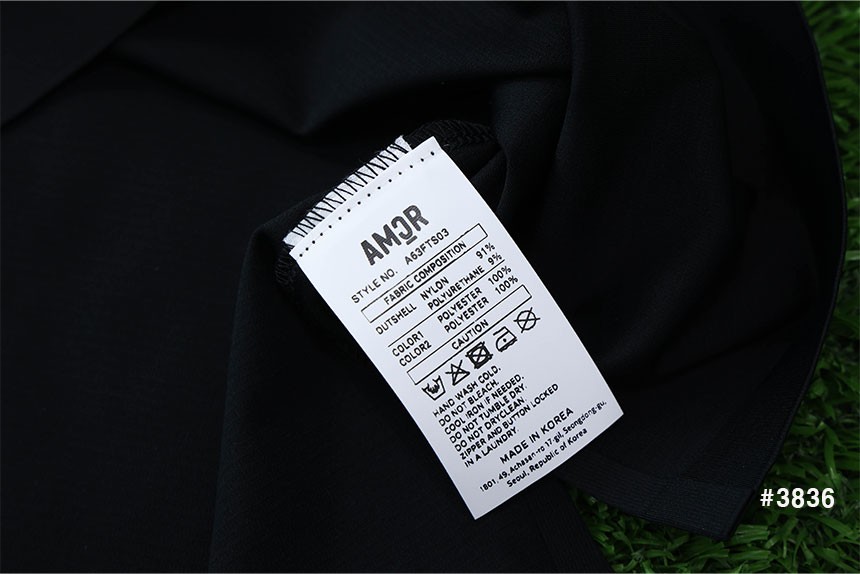 AMOR
STYLE NO. A63FTS03
FABRIC COMPOSITION
OUTSHELL NYLON 91%
POLYURETHANE 9%
COLOR1 POLYESTER 100%
COLOR2 POLYESTER 100%
CAUTION
HAND WASH COLD.
DO NOT BLEACH.
COOL IRON IF NEEDED.
DO NOT TUMBLE DRY.
DO NOT DRYCLEAN.
ZIPPER AND BUTTON LOCKED
IN A LAUNDRY.
MADE IN KOREA
1801. 49, Achasan-ro 17.gil, Seongdong.gu,
Seoul, Republic of Korea
#3836